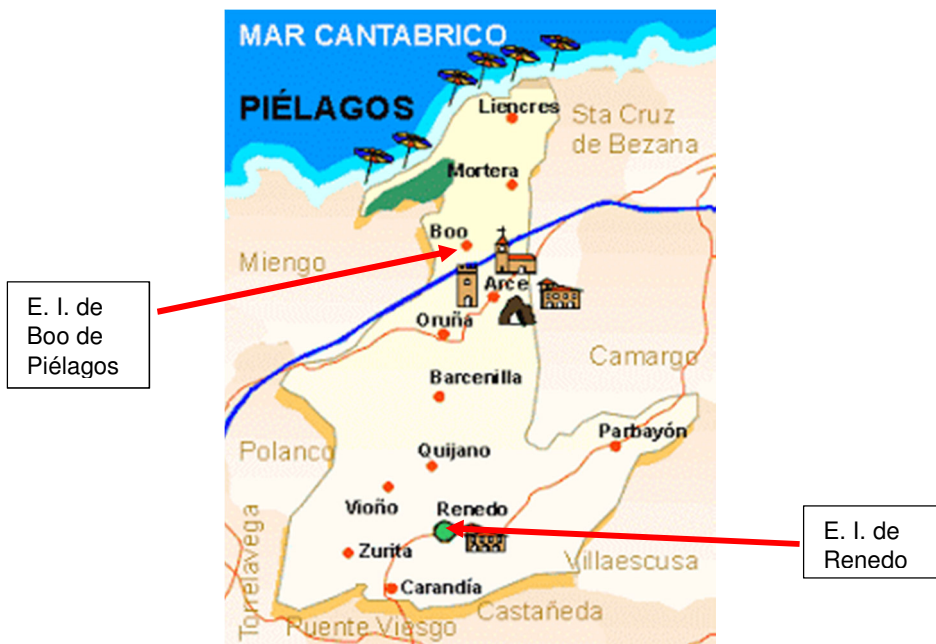 MAR CANTABRICO
PIÉLAGOS
Liencres
Sta Cruz
de Bezana
Mortera
Boo
Miengo
Arce
E. I. de
Boo de
Piélagos
Oruña
Camargo
Barcenilla
Parbayón
Polanco
Quijano
Vioño
Renedo
E. I. de
Renedo
Torrelavega
Zurita
Villaescusa
Carandía
Castañeda
Puente Viesgo